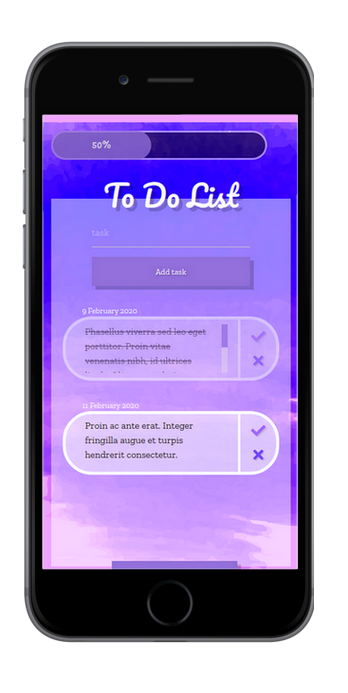 50%
To Do List
task
Add task
9 February 2020
Phasellus viverra sed leo eget
porttitor. Proin vitae
venenatis nibh, id ultrices
11 February 2020
Proin ac ante erat. Integer
fringilla augue et turpis
hendrerit consectetur.